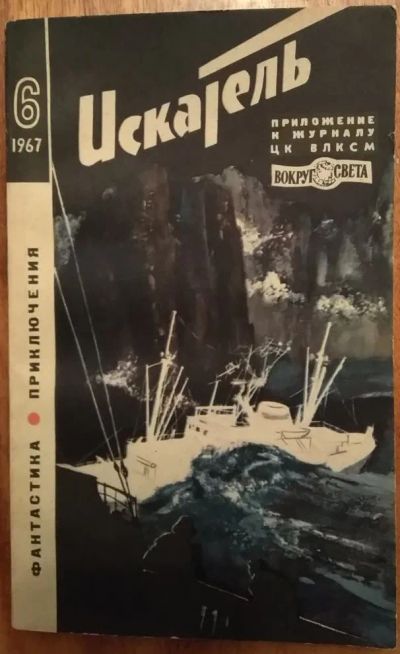 6
1967
Искатель
ПРИЛОЖЕНИЕ
К ЖУРНАЛУ
ЦК ВЛКСМ
ВОКРУГ СВЕТА
ФАНТАСТИКА • ПРИКЛЮЧЕНИЯ